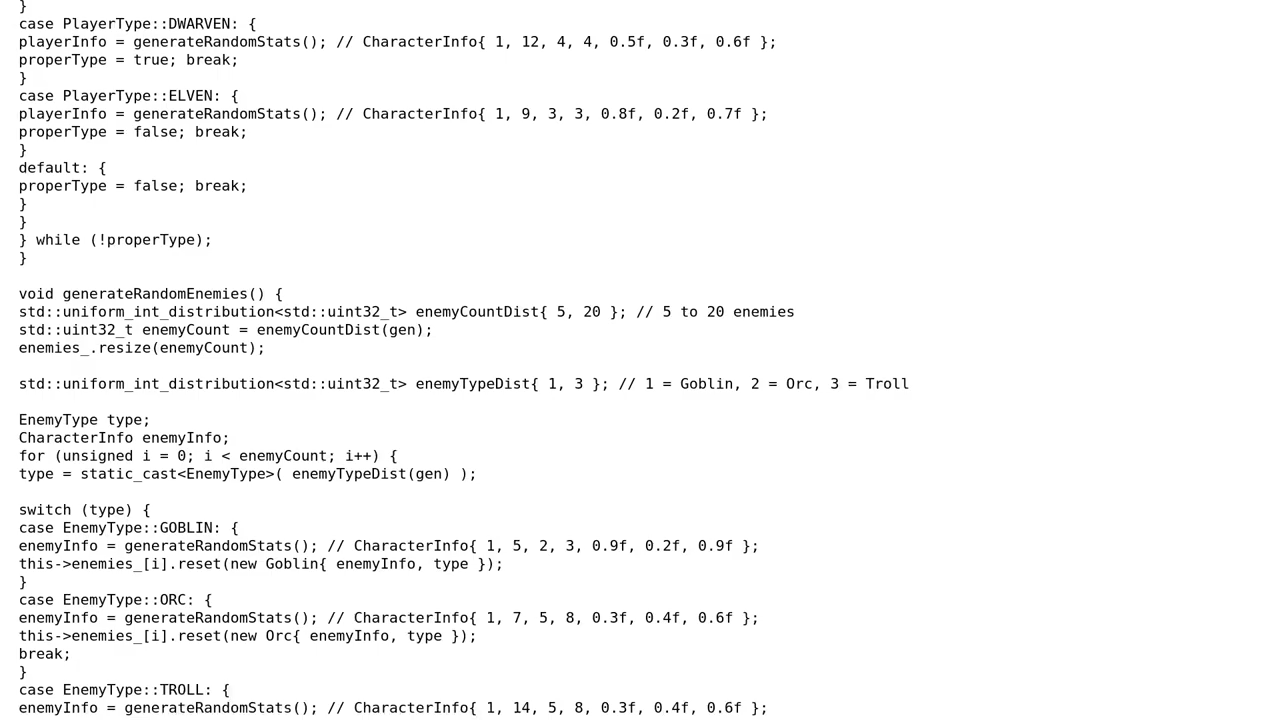 }
case PlayerType::DWARVEN: {
playerInfo = generateRandomStats(); // CharacterInfo{ 1, 12, 4, 4, 0.5f, 0.3f, 0.6f };
properType = true; break;
}
case PlayerType::ELVEN: {
playerInfo = generateRandomStats(); // CharacterInfo{ 1, 9, 3, 3, 0.8f, 0.2f, 0.7f };
properType = false; break;
}
default: {
properType = false; break;
}
}
} while (!properType);
}

void generateRandomEnemies() {
std::uniform_int_distribution<std::uint32_t> enemyCountDist{ 5, 20 }; // 5 to 20 enemies
std::uint32_t enemyCount = enemyCountDist(gen);
enemies_.resize(enemyCount);

std::uniform_int_distribution<std::uint32_t> enemyTypeDist{ 1, 3 }; // 1 = Goblin, 2 = Orc, 3 = Troll

EnemyType type;
CharacterInfo enemyInfo;
for (unsigned i = 0; i < enemyCount; i++) {
type = static_cast<EnemyType>( enemyTypeDist(gen) );

switch (type) {
case EnemyType::GOBLIN: {
enemyInfo = generateRandomStats(); // CharacterInfo{ 1, 5, 2, 3, 0.9f, 0.2f, 0.9f };
this->enemies_[i].reset(new Goblin{ enemyInfo, type });
}
case EnemyType::ORC: {
enemyInfo = generateRandomStats(); // CharacterInfo{ 1, 7, 5, 8, 0.3f, 0.4f, 0.6f };
this->enemies_[i].reset(new Orc{ enemyInfo, type });
break;
}
case EnemyType::TROLL: {
enemyInfo = generateRandomStats(); // CharacterInfo{ 1, 14, 5, 8, 0.3f, 0.4f, 0.6f };